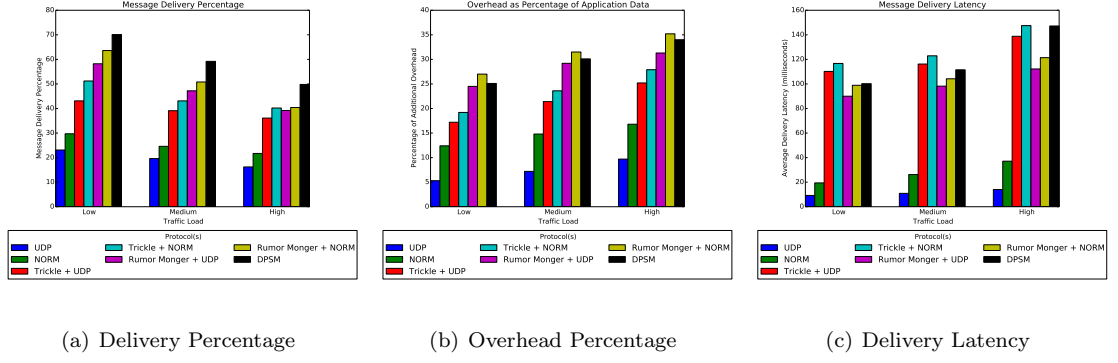 Message Delivery Percentage
80
70
60
50
40
30
20
10
0
Message Delivery Percentage
Low Medium High
Traffic Load
Protocol(s)
UDP Trickle + NORM Rumor Monger + NORM
NORM Rumor Monger + UDP DPSM
Trickle + UDP
(a) Delivery Percentage
Overhead as Percentage of Application Data
40
35
30
25
20
15
10
5
0
Percentage of Additional Overhead
Low Medium High
Traffic Load
Protocol(s)
UDP Trickle + NORM Rumor Monger + NORM
NORM Rumor Monger + UDP DPSM
Trickle + UDP
(b) Overhead Percentage
Message Delivery Latency
160
140
120
100
80
60
40
20
0
Average Delivery Latency (milliseconds)
Low Medium High
Traffic Load
Protocol(s)
UDP Trickle + NORM Rumor Monger + NORM
NORM Rumor Monger + UDP DPSM
Trickle + UDP
(c) Delivery Latency